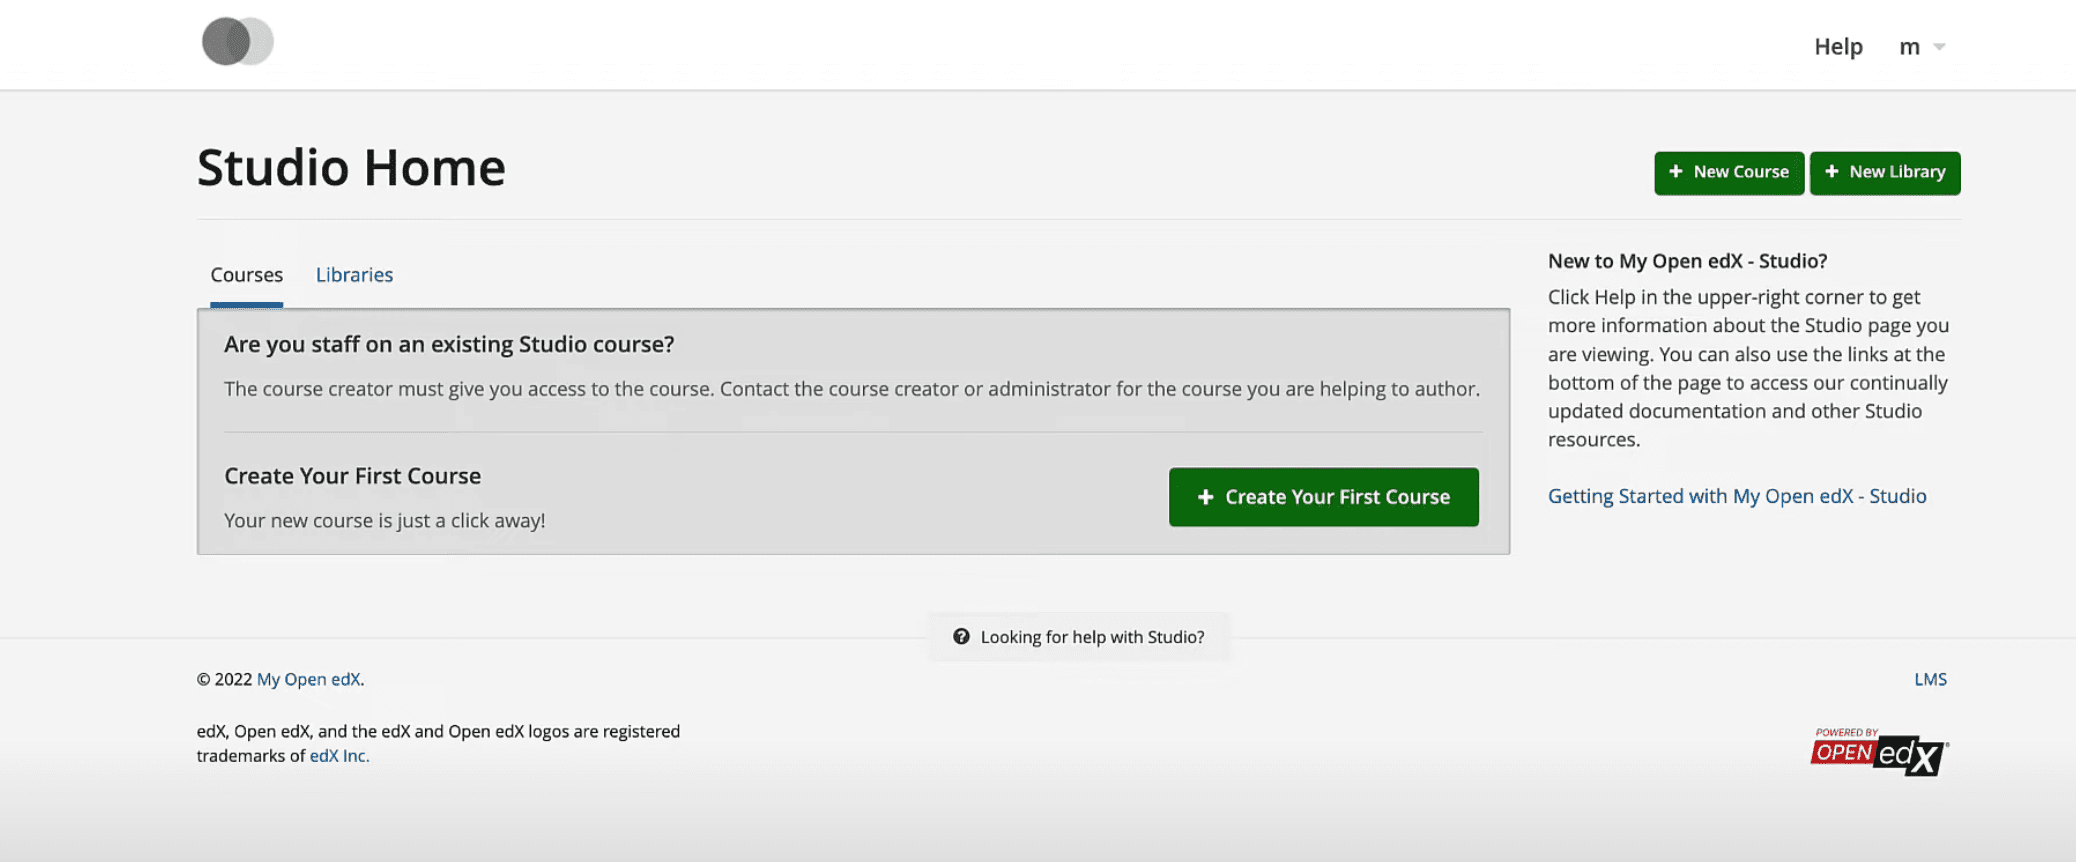 Help m
Studio Home
+ New Course + New Library
Courses Libraries
Are you staff on an existing Studio course?
The course creator must give you access to the course. Contact the course creator or administrator for the course you are helping to author.
Create Your First Course
Your new course is just a click away!
+ Create Your First Course
New to My Open edX - Studio?
Click Help in the upper-right corner to get
more information about the Studio page you
are viewing. You can also use the links at the
bottom of the page to access our continually
updated documentation and other Studio
resources.
Getting Started with My Open edX - Studio
? Looking for help with Studio?
© 2022 My Open edX.
LMS
edX, Open edX, and the edX and Open edX logos are registered
trademarks of edX Inc.
POWERED BY
OPEN edX®